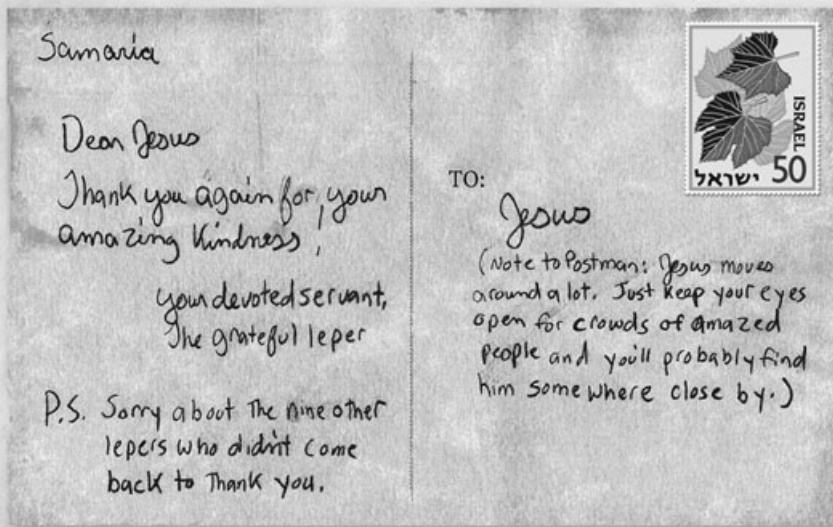 Samaria
Dear Jesus
Thank you again for your
amazing kindness!
your devoted servant,
The grateful leper
P.S. Sorry about the nine other
lepers who didn't come
back to thank you.
ISRAEL
ישראל 50
TO:
Jesus
(Note to Postman: Jesus moves
around a lot. Just keep your eyes
open for crowds of amazed
people and you'll probably find
him somewhere close by.)